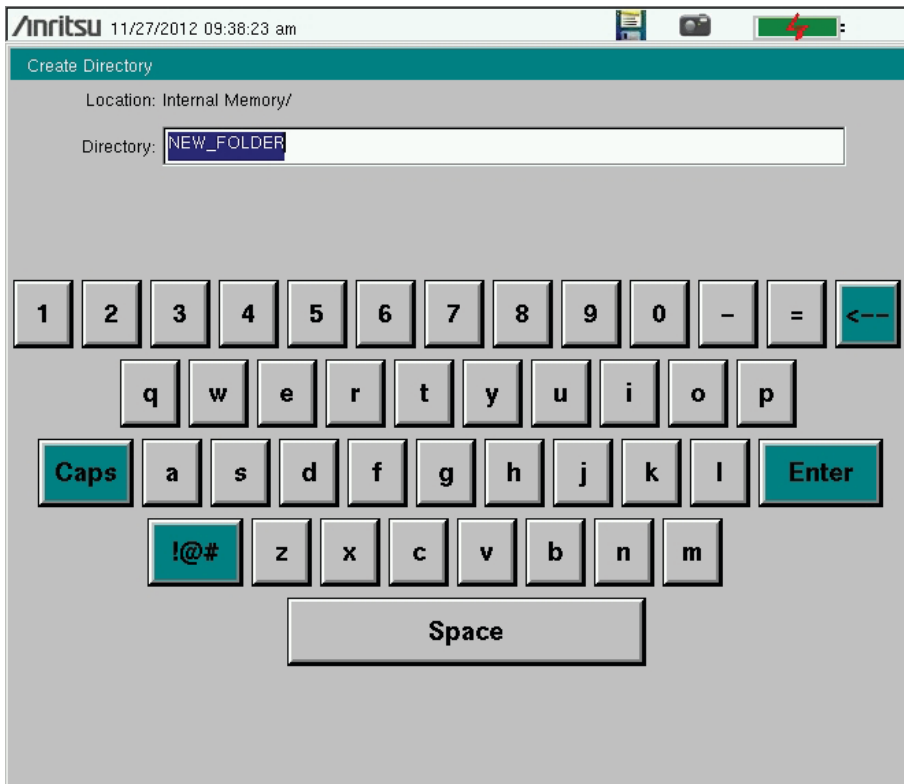 Anritsu 11/27/2012 09:38:23 am
Create Directory
Location: Internal Memory/
Directory: NEW_FOLDER
1 2 3 4 5 6 7 8 9 0 - = <--
q w e r t y u i o p
Caps a s d f g h j k l Enter
!@# z x c v b n m
Space